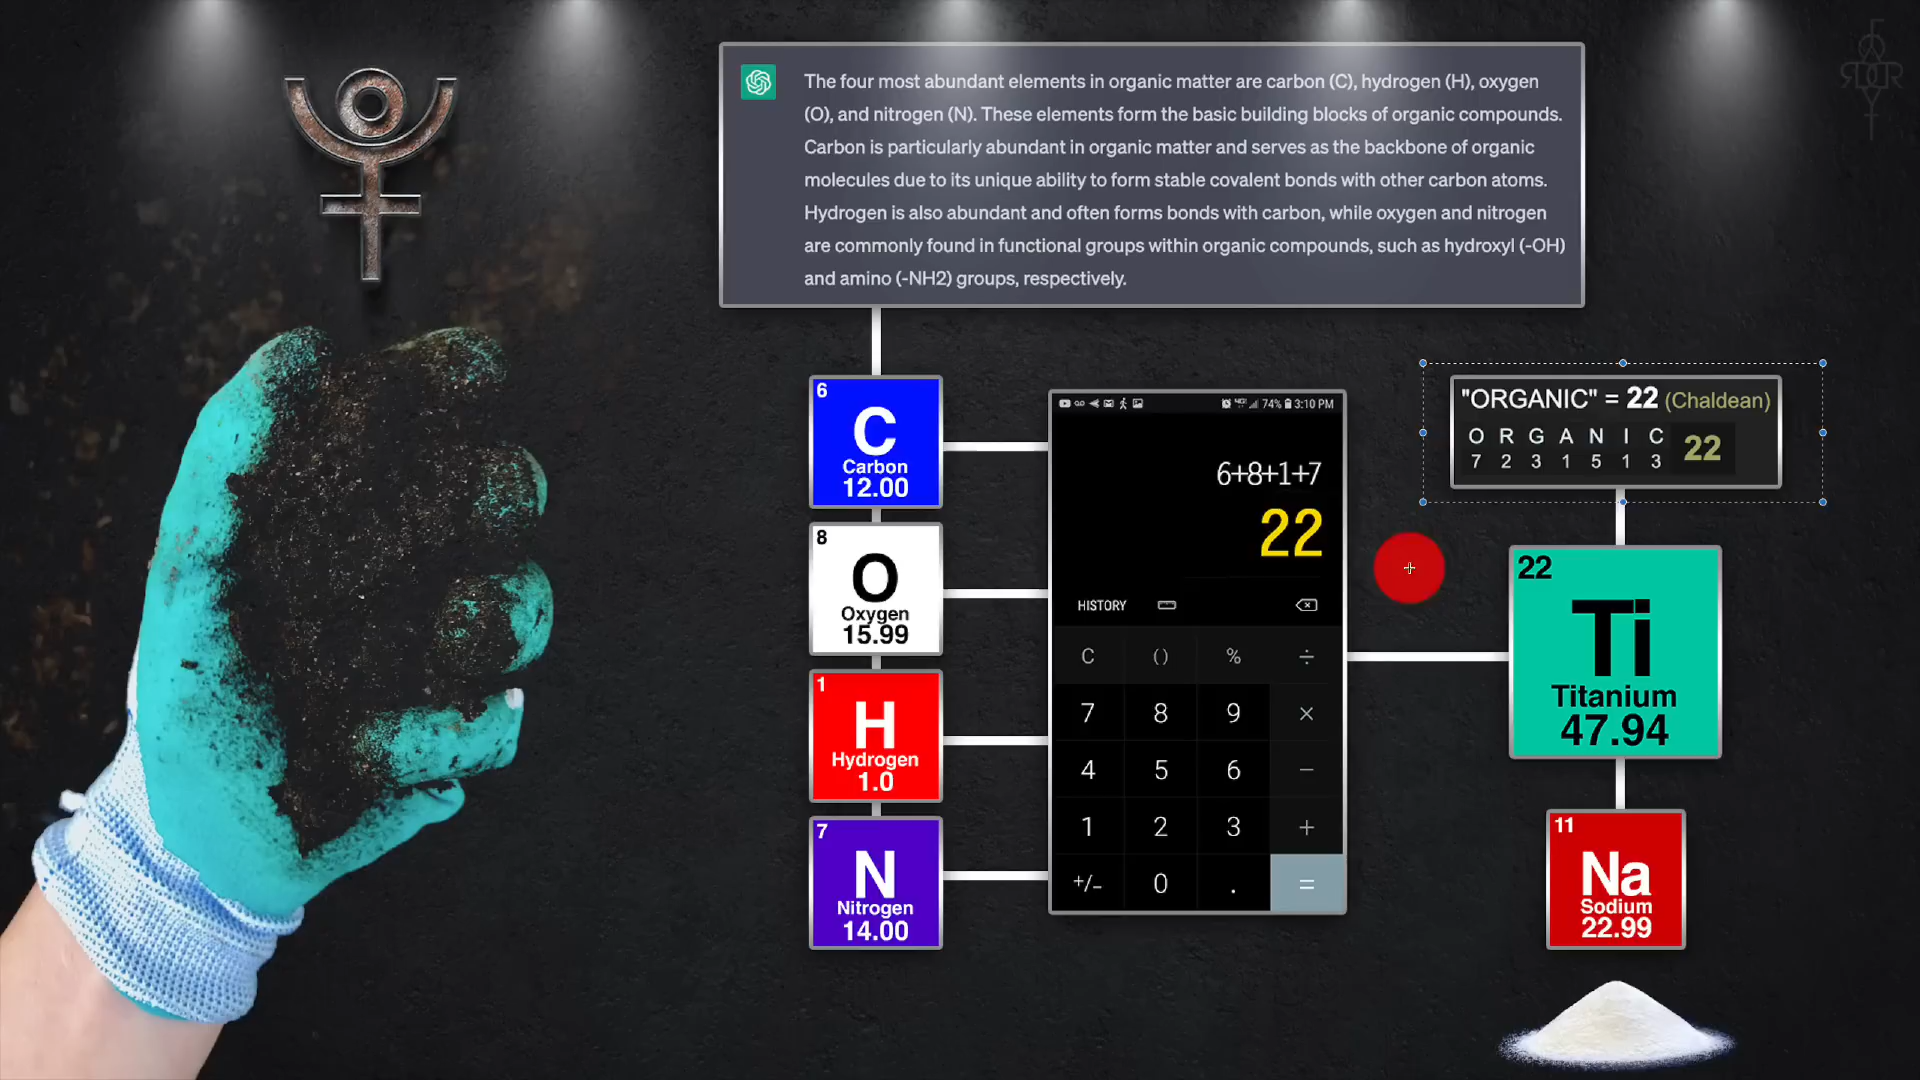 The four most abundant elements in organic matter are carbon (C), hydrogen (H), oxygen
(O), and nitrogen (N). These elements form the basic building blocks of organic compounds.
Carbon is particularly abundant in organic matter and serves as the backbone of organic
molecules due to its unique ability to form stable covalent bonds with other carbon atoms.
Hydrogen is also abundant and often forms bonds with carbon, while oxygen and nitrogen
are commonly found in functional groups within organic compounds, such as hydroxyl (-OH)
and amino (-NH2) groups, respectively.
6
C
Carbon
12.00
8
O
Oxygen
15.99
1
H
Hydrogen
1.0
7
N
Nitrogen
14.00
74% 3:10 PM
6+8+1+7
22
HISTORY
C () % ÷
7 8 9 ×
4 5 6 −
1 2 3 +
+/− 0 . =
"ORGANIC" = 22 (Chaldean)
O R G A N I C 22
7 2 3 1 5 1 3
22
Ti
Titanium
47.94
11
Na
Sodium
22.99